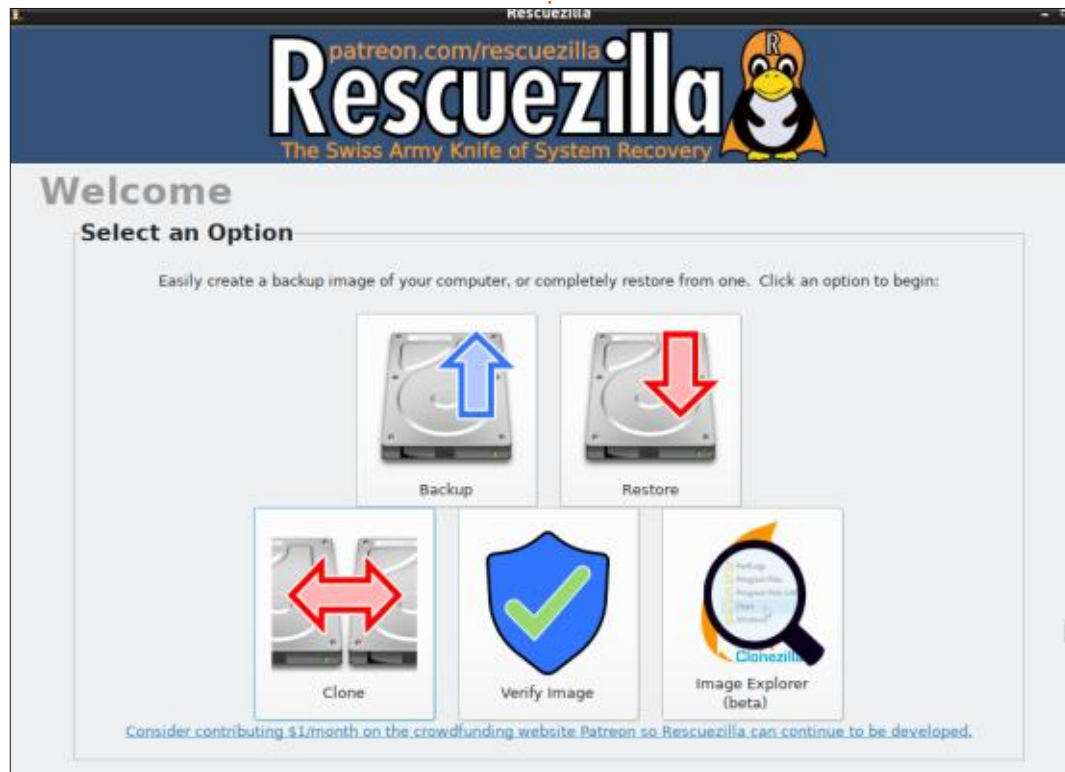 Rescuezilla
patreon.com/rescuezilla
Rescuezilla
R
The Swiss Army Knife of System Recovery
Welcome
Select an Option
Easily create a backup image of your computer, or completely restore from one. Click an option to begin:
Backup
Restore
Clone
Verify Image
Program Files
Clonezilla
Image Explorer
(beta)
Consider contributing $1/month on the crowdfunding website Patreon so Rescuezilla can continue to be developed.